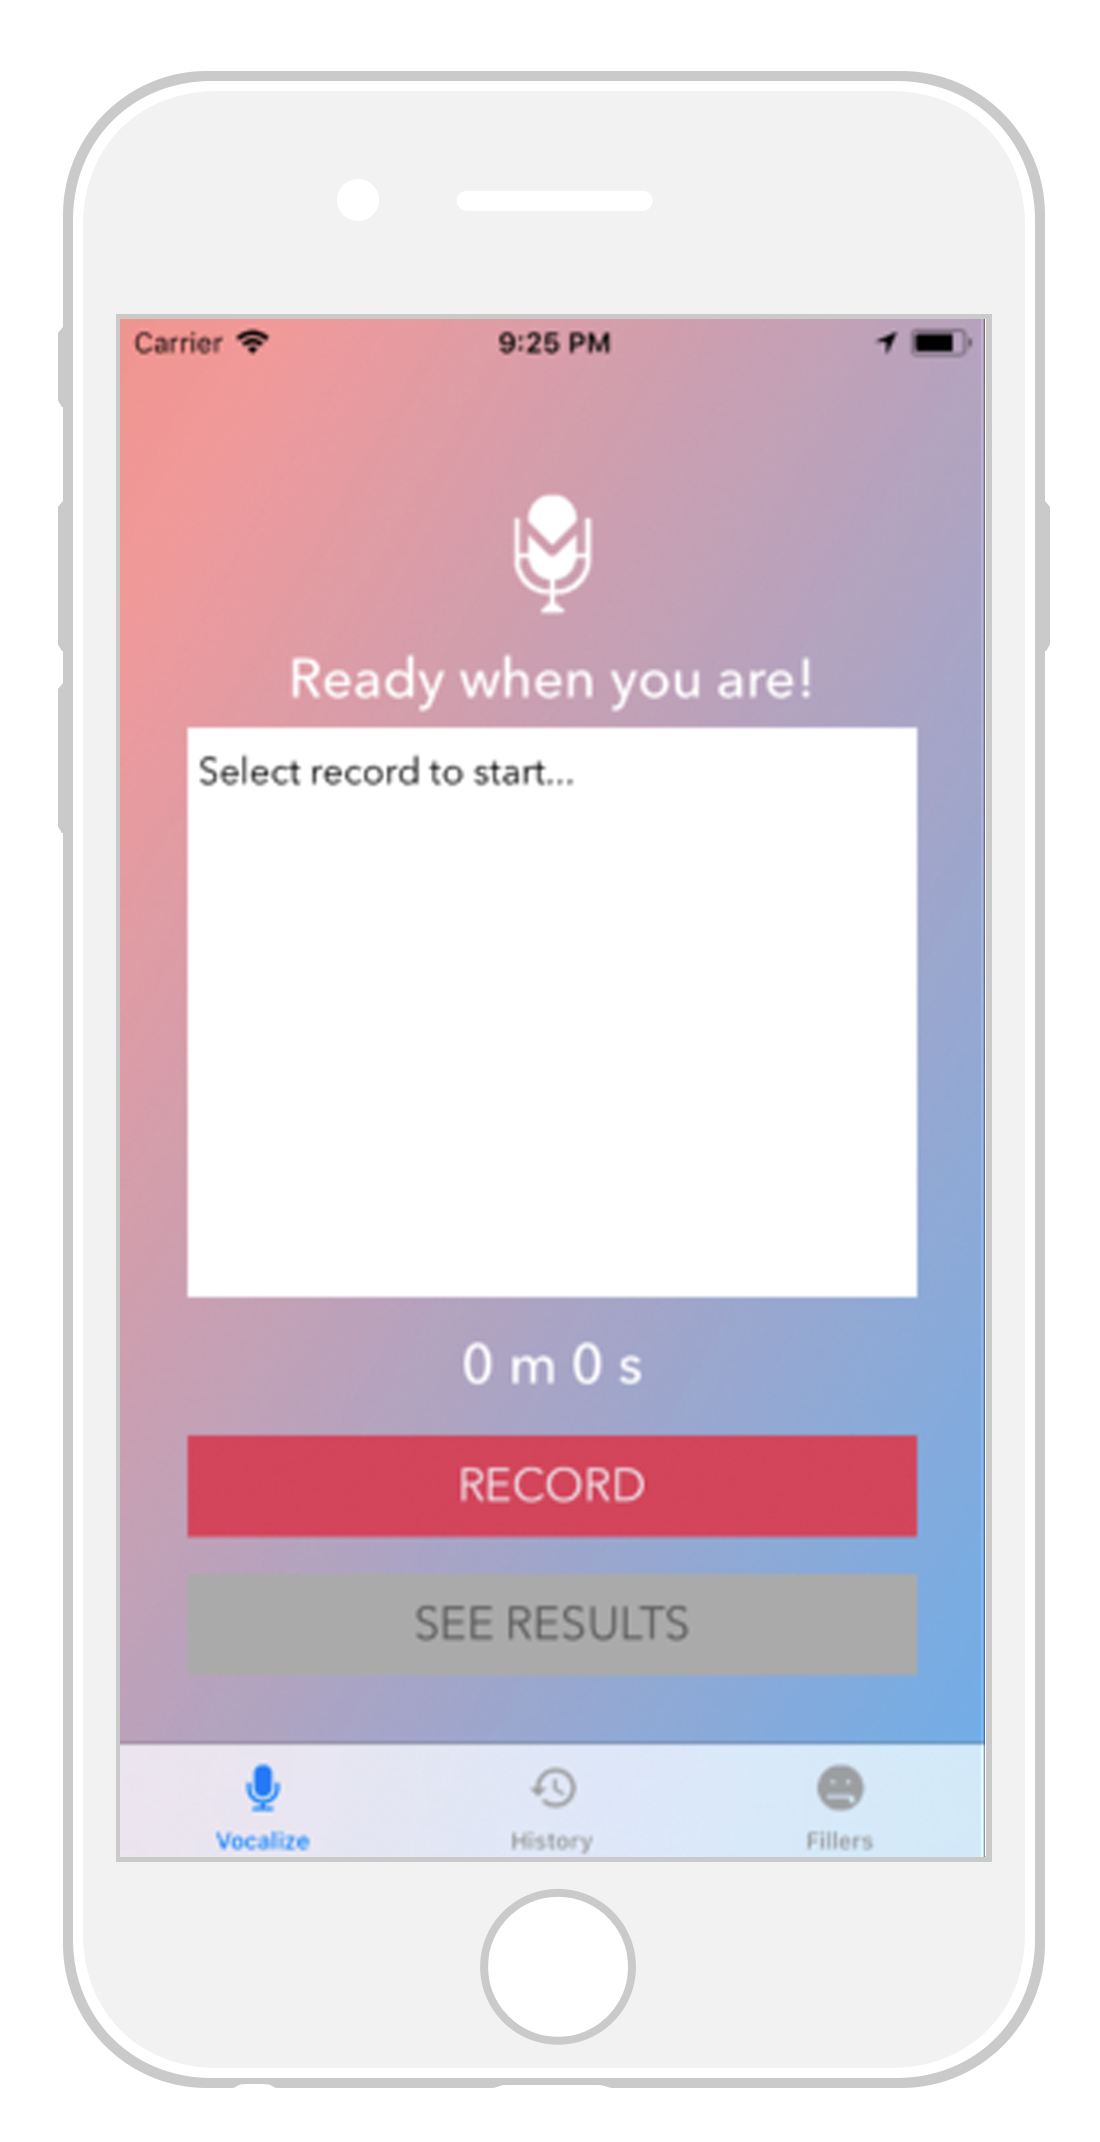 Carrier 9:25 PM
Ready when you are!
Select record to start...
0 m 0 s
RECORD
SEE RESULTS
Vocalize History Fillers